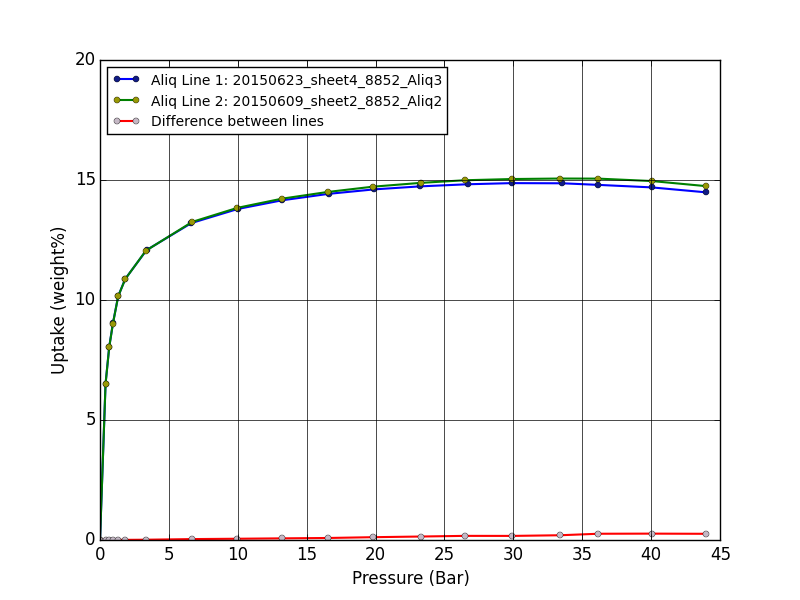 20
15
10
5
0
Uptake (weight%)
Aliq Line 1: 20150623_sheet4_8852_Aliq3
Aliq Line 2: 20150609_sheet2_8852_Aliq2
Difference between lines
0 5 10 15 20 25 30 35 40 45
Pressure (Bar)